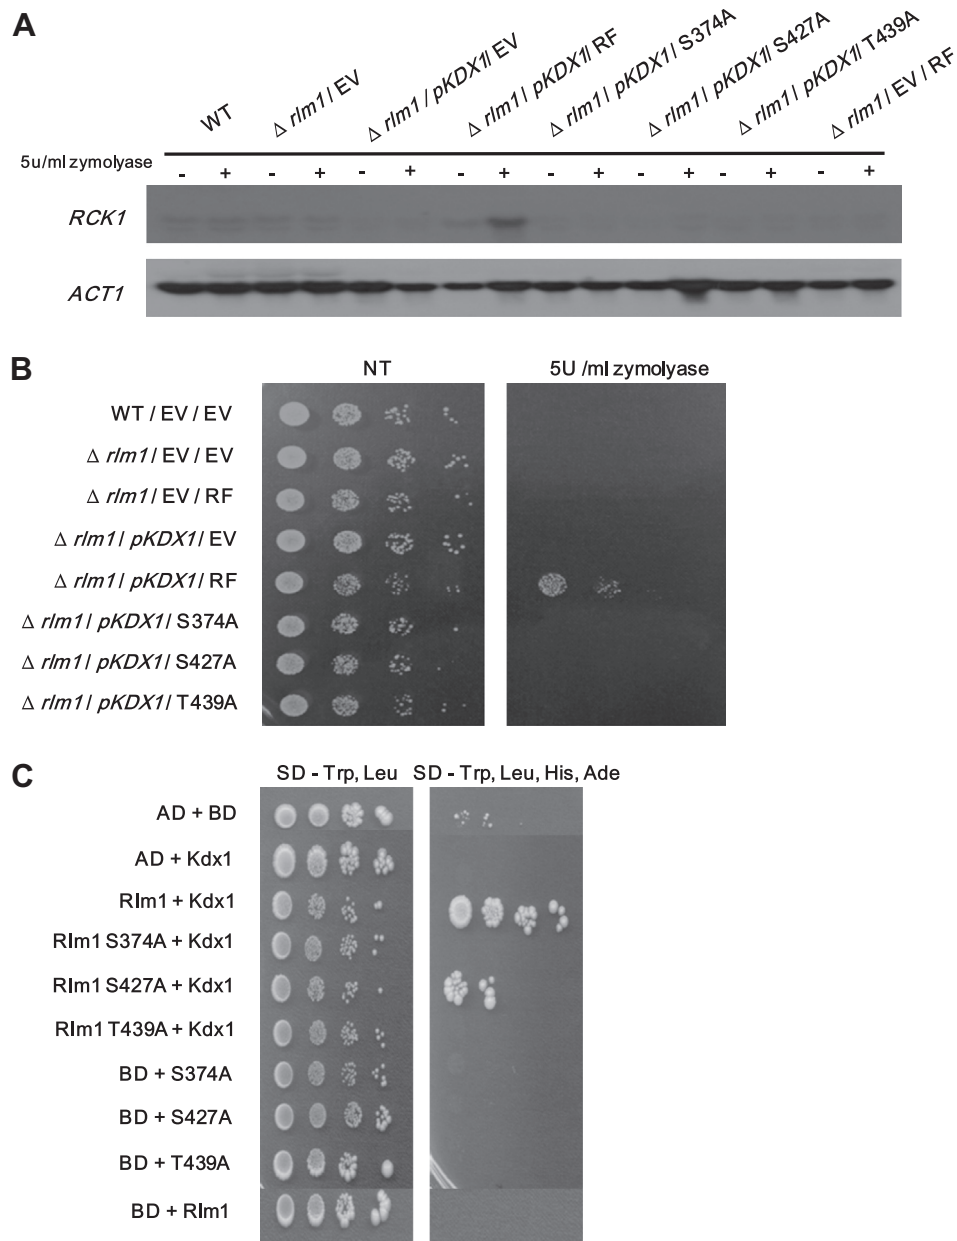 A
WT
Δ rlm1 / EV
Δ rlm1 / pKDX1/ EV
Δ rlm1/ pKDX1/ RF
Δ rlm1/ pKDX1/ S374A
Δ rlm1/ pKDX1/ S427A
Δ rlm1/ pKDX1/ T439A
Δ rlm1/ EV / RF
5u/ml zymolyase
- + - + - + - + - + - + - + - +
RCK1
ACT1
B
NT
5U /ml zymolyase
WT / EV / EV
Δ rlm1 / EV / EV
Δ rlm1 / EV / RF
Δ rlm1 / pKDX1 / EV
Δ rlm1 / pKDX1 / RF
Δ rlm1 / pKDX1 / S374A
Δ rlm1 / pKDX1 / S427A
Δ rlm1 / pKDX1 / T439A
C
SD - Trp, Leu
SD - Trp, Leu, His, Ade
AD + BD
AD + Kdx1
Rlm1 + Kdx1
Rlm1 S374A + Kdx1
Rlm1 S427A + Kdx1
Rlm1 T439A + Kdx1
BD + S374A
BD + S427A
BD + T439A
BD + Rlm1